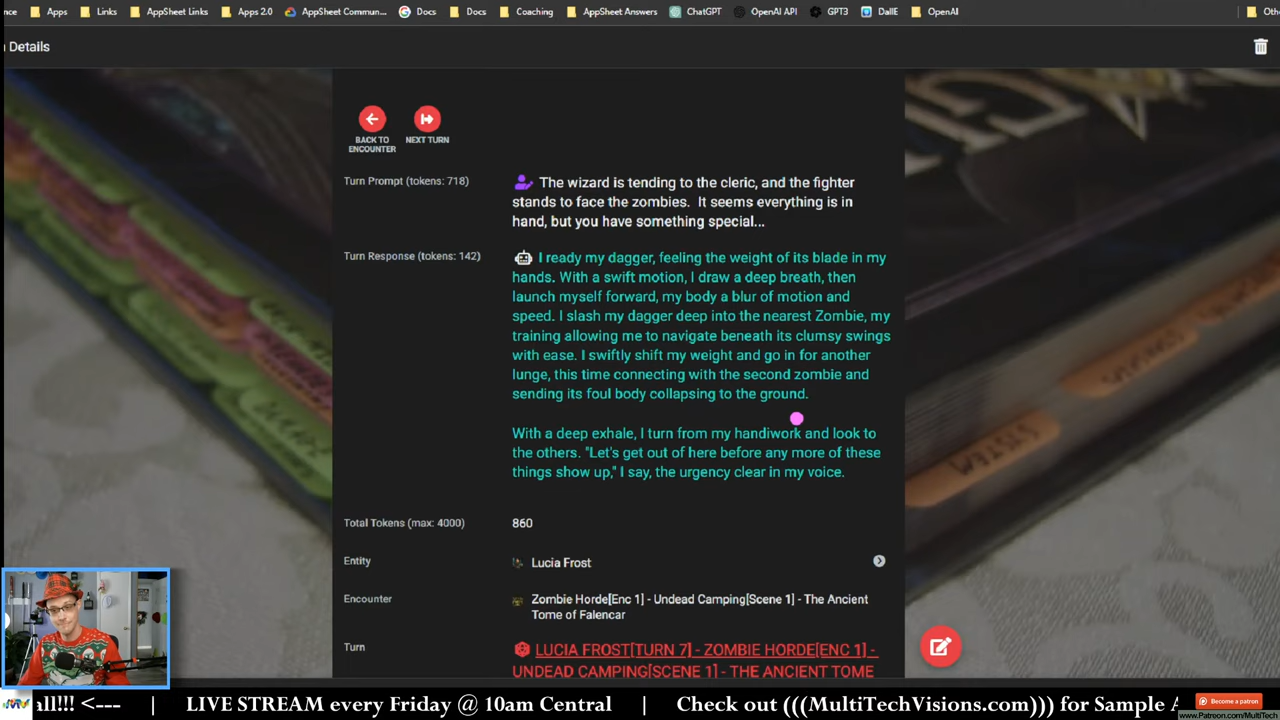 nce Apps Links AppSheet Links Apps 2.0 AppSheet Commun... Docs Docs Coaching AppSheet Answers ChatGPT OpenAI API GPT3 DallE OpenAI Oth
Details
BACK TO
ENCOUNTER
NEXT TURN
Turn Prompt (tokens: 718)
The wizard is tending to the cleric, and the fighter
stands to face the zombies. It seems everything is in
hand, but you have something special...
Turn Response (tokens: 142)
I ready my dagger, feeling the weight of its blade in my
hands. With a swift motion, I draw a deep breath, then
launch myself forward, my body a blur of motion and
speed. I slash my dagger deep into the nearest Zombie, my
training allowing me to navigate beneath its clumsy swings
with ease. I swiftly shift my weight and go in for another
lunge, this time connecting with the second zombie and
sending its foul body collapsing to the ground.
With a deep exhale, I turn from my handiwork and look to
the others. "Let's get out of here before any more of these
things show up," I say, the urgency clear in my voice.
Total Tokens (max: 4000)
860
Entity
Lucia Frost
Encounter
Zombie Horde[Enc 1] - Undead Camping[Scene 1] - The Ancient
Tome of Falencar
Turn
LUCIA FROST[TURN 7] - ZOMBIE HORDE[ENC 1] -
UNDEAD CAMPING[SCENE 1] - THE ANCIENT TOME
SYSTEM
all!!! <--- | LIVE STREAM every Friday @ 10am Central | Check out (((MultiTechVisions.com))) for Sample A
Become a patron
www.Patreon.com/MultiTech